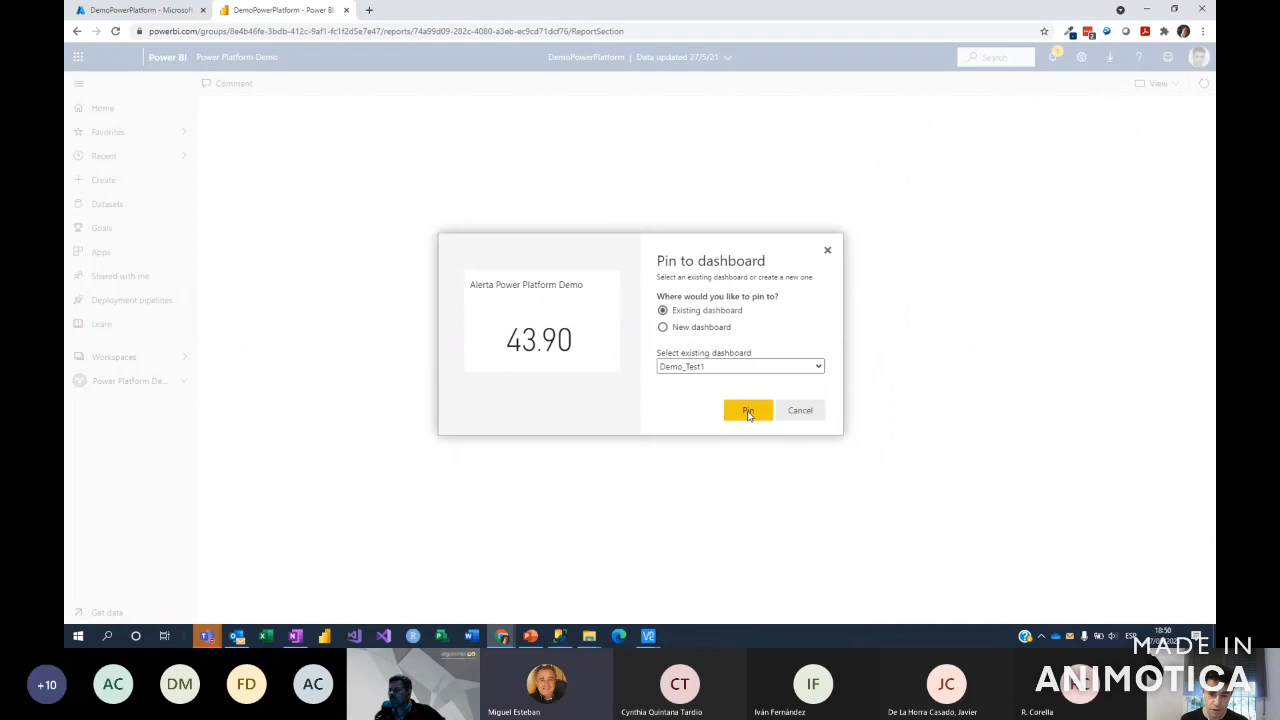 DemoPowerPlatform - Microsoft
DemoPowerPlatform - Power BI
powerbi.com/groups/8e4b46fe-3bdb-412c-9af1-fc1f2d5e7e47/reports/74a99d09-281c-4080-a3eb-ec9cd71dcf76/ReportSection
Power BI Power Platform Demo
DemoPowerPlatform | Data updated 27/5/21
Search
Comment
View
Home
Favorites
Recent
Create
Datasets
Goals
Apps
Shared with me
Deployment pipelines
Learn
Workspaces
Power Platform De...
Get data
Alerta Power Platform Demo
43.90
Pin to dashboard
Select an existing dashboard or create a new one.
Where would you like to pin to?
Existing dashboard
New dashboard
Select existing dashboard
Demo_Test1
Pin
Cancel
ESP
18:50
+10
AC
DM
FD
AC
Miguel Esteban
CT
Cynthia Quintana Tardio
IF
Iván Fernández
JC
De La Horra Casado, Javier
R. Corella
MADE IN
ANIMOTICA